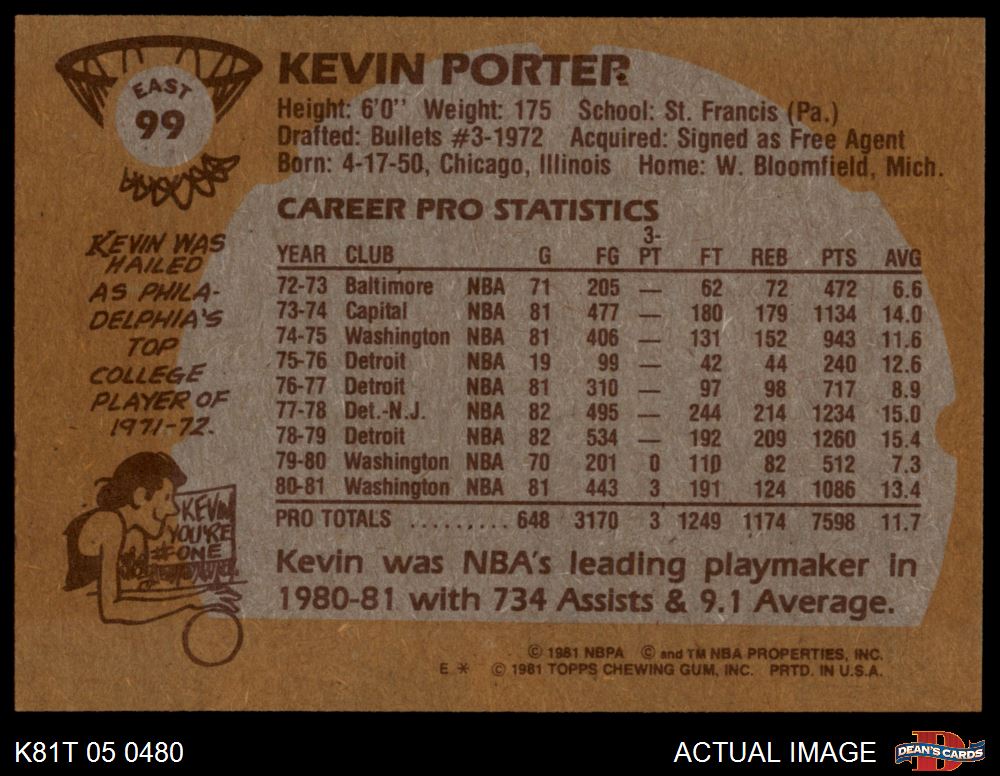 EAST
99
KEVIN PORTER
Height: 6'0'' Weight: 175 School: St. Francis (Pa.)
Drafted: Bullets #3-1972 Acquired: Signed as Free Agent
Born: 4-17-50, Chicago, Illinois Home: W. Bloomfield, Mich.
KEVIN WAS
HAILED
AS PHILA-
DELPHIA'S
TOP
COLLEGE
PLAYER OF
1971-72.
KEVIN
YOU'RE
#ONE
CAREER PRO STATISTICS
YEAR CLUB G FG 3-PT FT REB PTS AVG
72-73 Baltimore NBA 71 205 — 62 72 472 6.6
73-74 Capital NBA 81 477 — 180 179 1134 14.0
74-75 Washington NBA 81 406 — 131 152 943 11.6
75-76 Detroit NBA 19 99 — 42 44 240 12.6
76-77 Detroit NBA 81 310 — 97 98 717 8.9
77-78 Det.-N.J. NBA 82 495 — 244 214 1234 15.0
78-79 Detroit NBA 82 534 — 192 209 1260 15.4
79-80 Washington NBA 70 201 0 110 82 512 7.3
80-81 Washington NBA 81 443 3 191 124 1086 13.4
PRO TOTALS ......... 648 3170 3 1249 1174 7598 11.7
Kevin was NBA's leading playmaker in
1980-81 with 734 Assists & 9.1 Average.
© 1981 NBPA © and TM NBA PROPERTIES, INC.
E * © 1981 TOPPS CHEWING GUM, INC. PRTD. IN U.S.A.
K81T 05 0480
ACTUAL IMAGE
D
DEAN'S CARDS